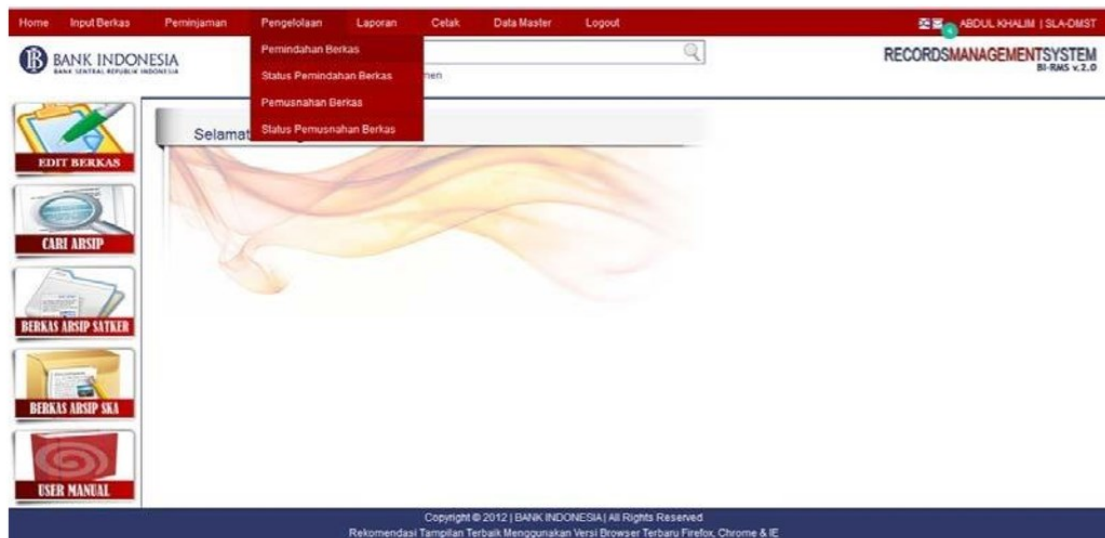 Home Input Berkas Peminjaman Pengelolaan Laporan Cetak Data Master Logout ABDUL KHALIM | SLA-DMST
BANK INDONESIA
BANK SENTRAL REPUBLIK INDONESIA
RECORDSMANAGEMENTSYSTEM
BI-RMS v.2.0
Pemindahan Berkas
Status Pemindahan Berkas
Pemusnahan Berkas
Status Pemusnahan Berkas
men
Selamat
EDIT BERKAS
CARI ARSIP
BERKAS ARSIP SATKER
BERKAS ARSIP SKA
USER MANUAL
Copyright © 2012 | BANK INDONESIA | All Rights Reserved
Rekomendasi Tampilan Terbaik Menggunakan Versi Browser Terbaru Firefox, Chrome & IE